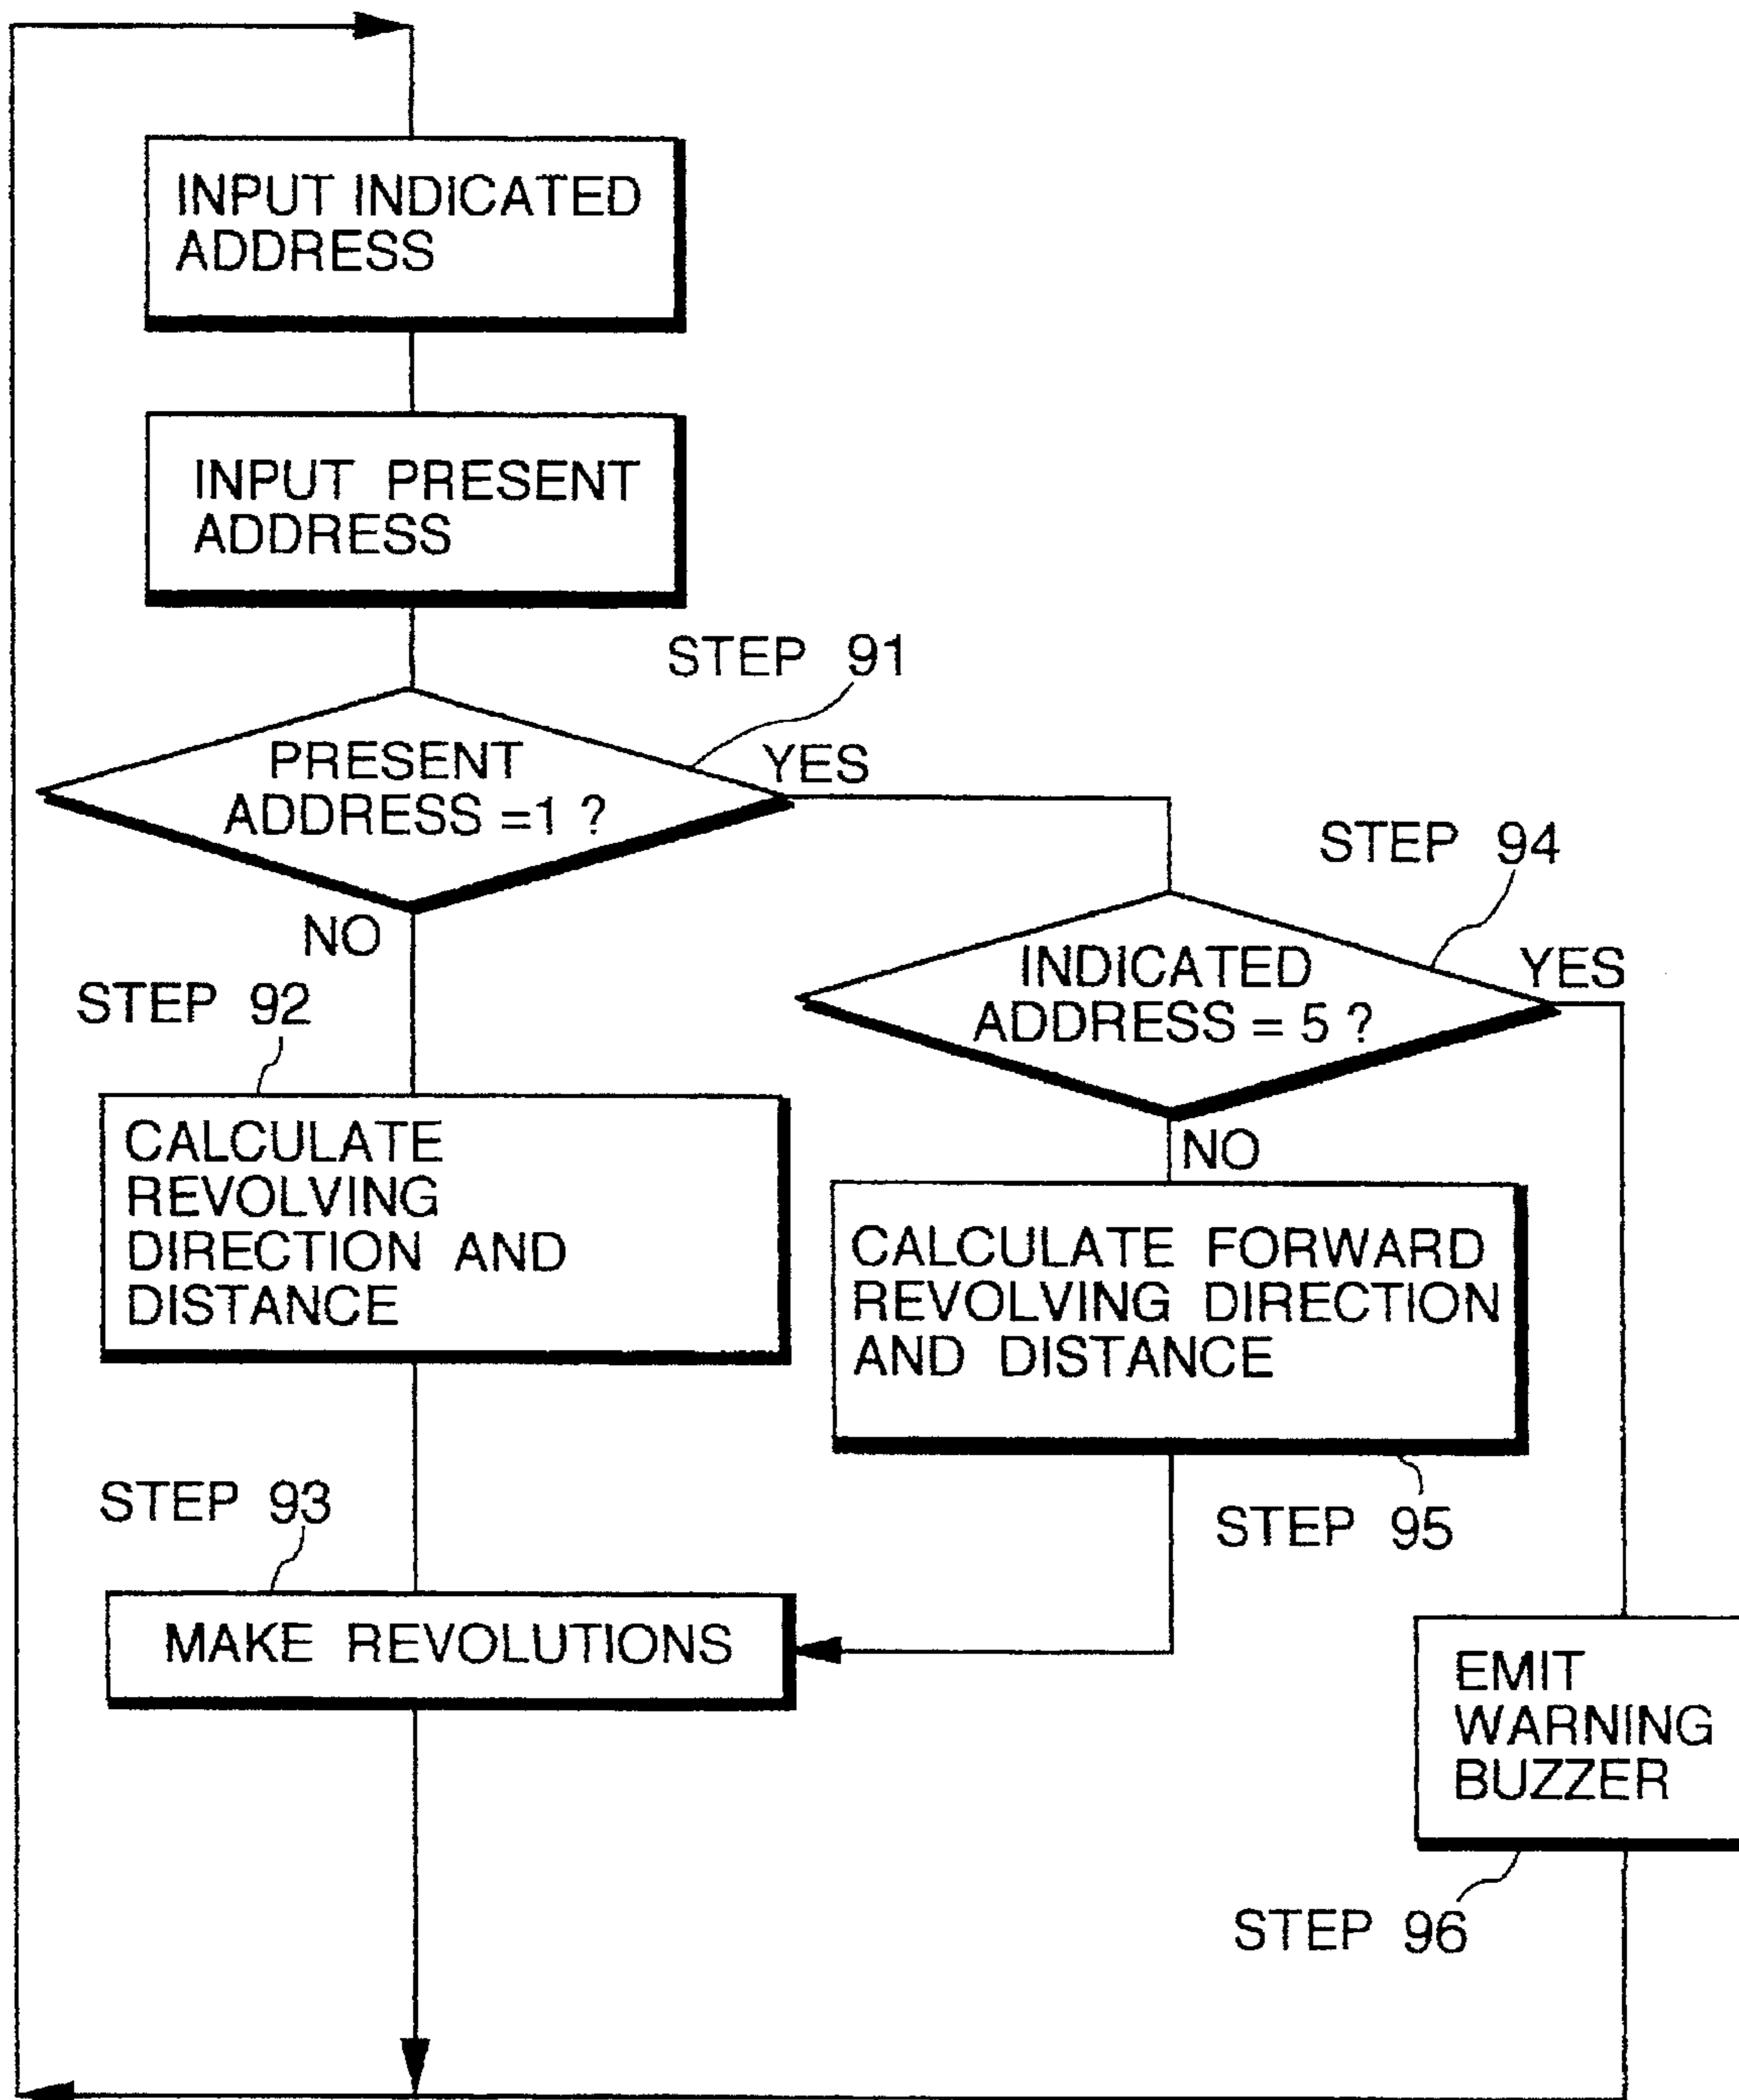 INPUT INDICATED
ADDRESS
INPUT PRESENT
ADDRESS
STEP 91
PRESENT
ADDRESS =1 ?
YES
NO
STEP 94
INDICATED
ADDRESS = 5 ?
YES
NO
STEP 92
CALCULATE
REVOLVING
DIRECTION AND
DISTANCE
CALCULATE FORWARD
REVOLVING DIRECTION
AND DISTANCE
STEP 95
STEP 93
MAKE REVOLUTIONS
EMIT
WARNING
BUZZER
STEP 96